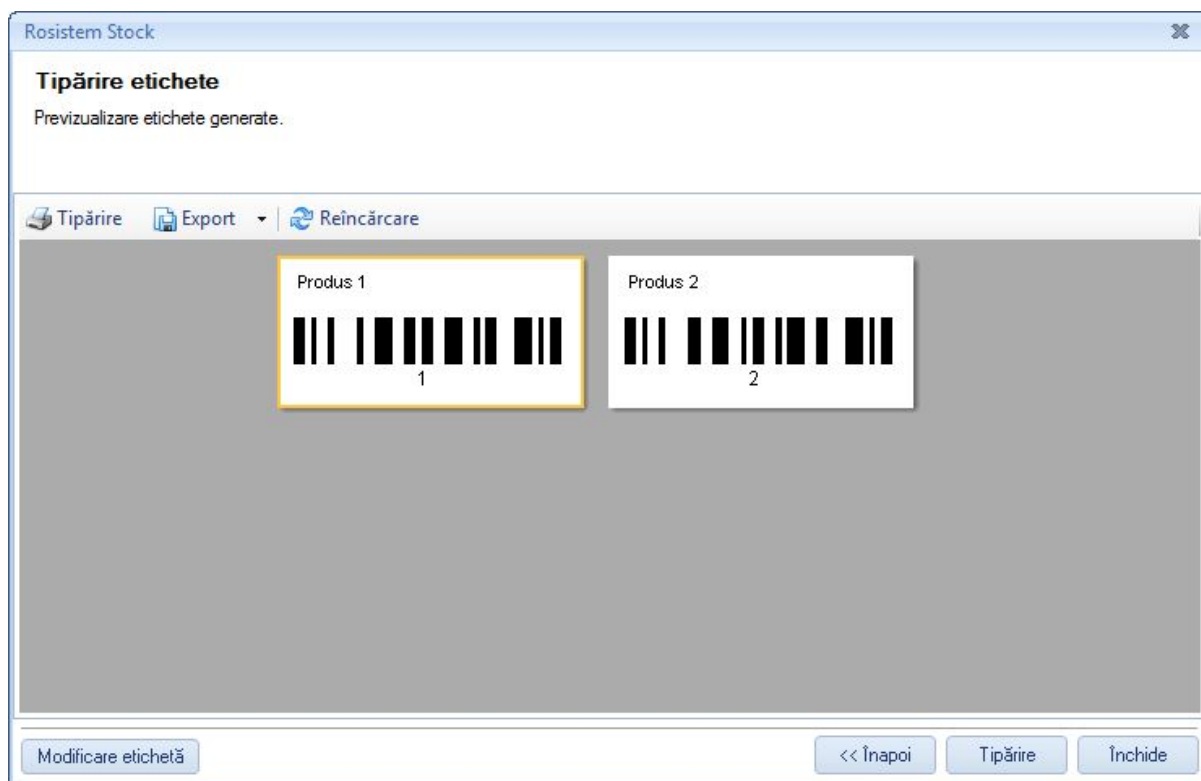 Rosistem Stock
Tipărire etichete
Previzualizare etichete generate.
Tipărire Export Reîncărcare
Produs 1 Produs 2
1 2
Modificare etichetă << Înapoi Tipărire Închide